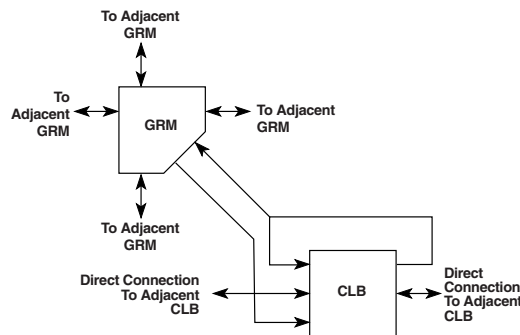 To Adjacent
GRM
To
Adjacent
GRM
GRM
To Adjacent
GRM
To Adjacent
GRM
Direct Connection
To Adjacent
CLB
CLB
Direct
Connection
To Adjacent
CLB